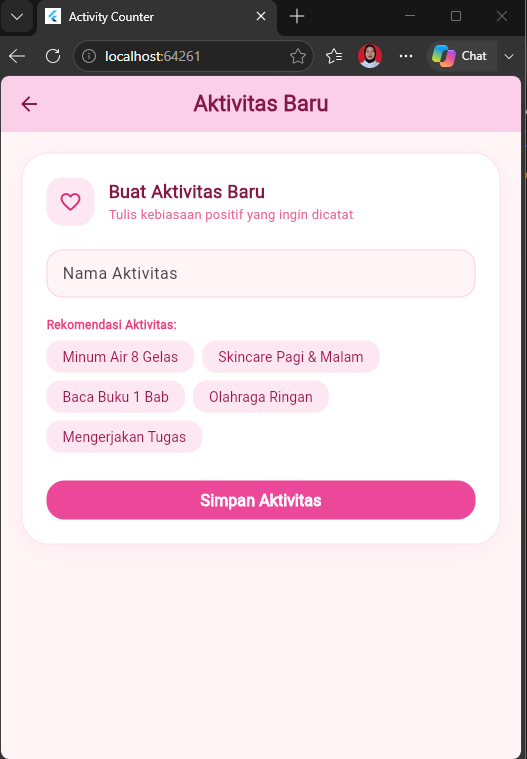 Activity Counter
localhost:64261
Chat
Aktivitas Baru
Buat Aktivitas Baru
Tulis kebiasaan positif yang ingin dicatat
Nama Aktivitas
Rekomendasi Aktivitas:
Minum Air 8 Gelas
Skincare Pagi & Malam
Baca Buku 1 Bab
Olahraga Ringan
Mengerjakan Tugas
Simpan Aktivitas